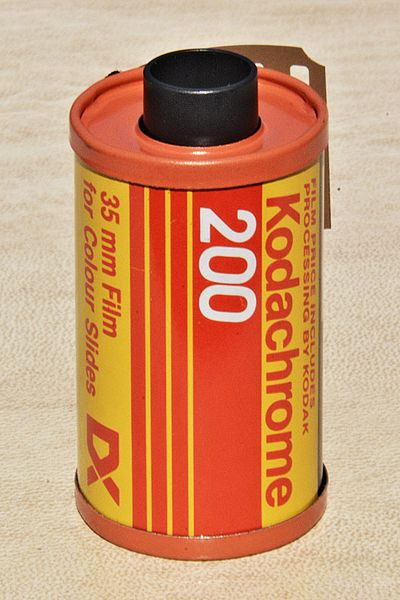 FILM PRICE INCLUDES
PROCESSING BY KODAK
Kodachrome
200
35 mm Film
for Colour Slides
DX